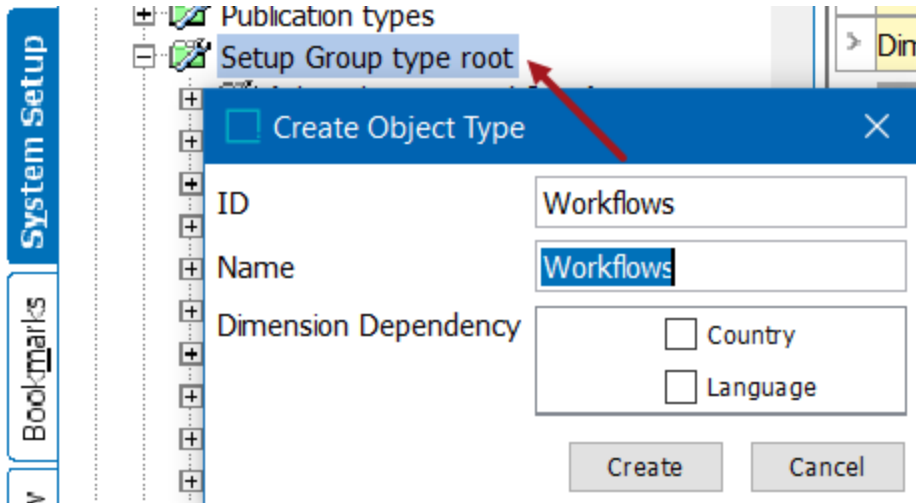 Publication types
Setup Group type root
Dim
Create Object Type
ID
Workflows
Name
Workflows
Dimension Dependency
Country
Language
Create
Cancel
System Setup
Bookmarks